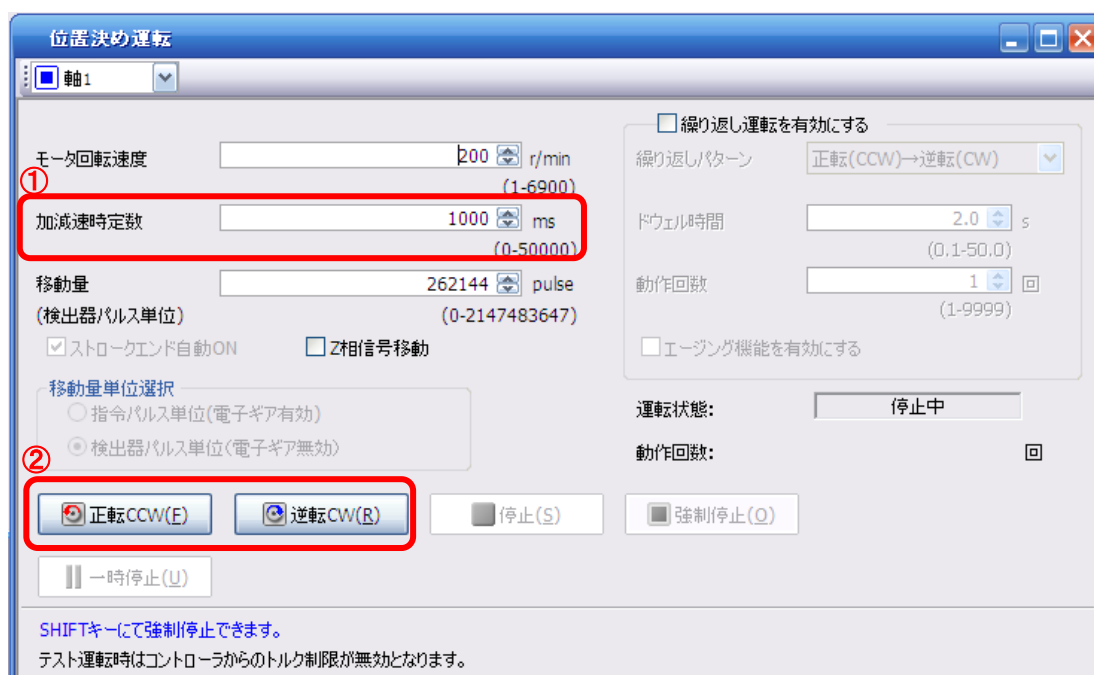 位置決め運転
軸1
モータ回転速度 200 r/min
(1-6900)
①
加減速時定数 1000 ms
(0-50000)
移動量 262144 pulse
(検出器パルス単位) (0-2147483647)
ストロークエンド自動ON Z相信号移動
移動量単位選択
指令パルス単位(電子ギア有効)
検出器パルス単位(電子ギア無効)
繰り返し運転を有効にする
繰り返しパターン 正転(CCW)→逆転(CW)
ドウェル時間 2.0 s
(0.1-50.0)
動作回数 1 回
(1-9999)
エージング機能を有効にする
運転状態: 停止中
動作回数: 回
②
正転CCW(F) 逆転CW(R) 停止(S) 強制停止(O)
一時停止(U)
SHIFTキーにて強制停止できます。
テスト運転時はコントローラからのトルク制限が無効となります。